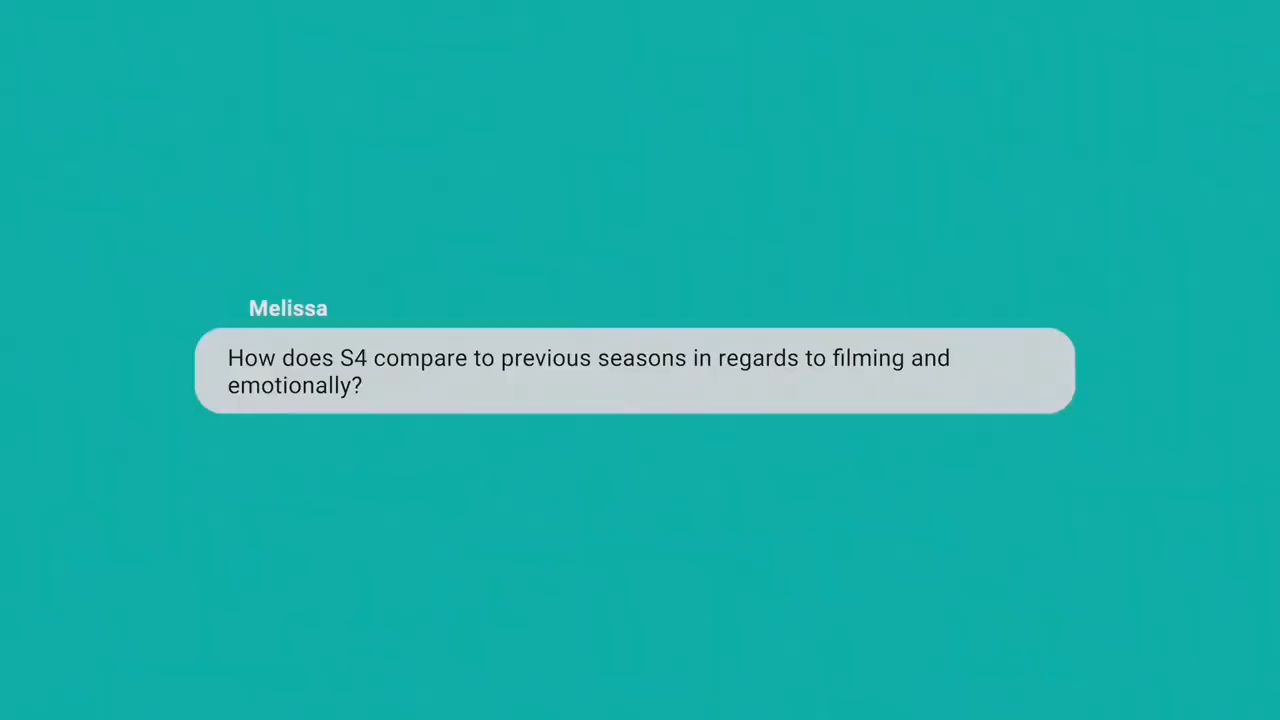 Melissa
How does S4 compare to previous seasons in regards to filming and
emotionally?